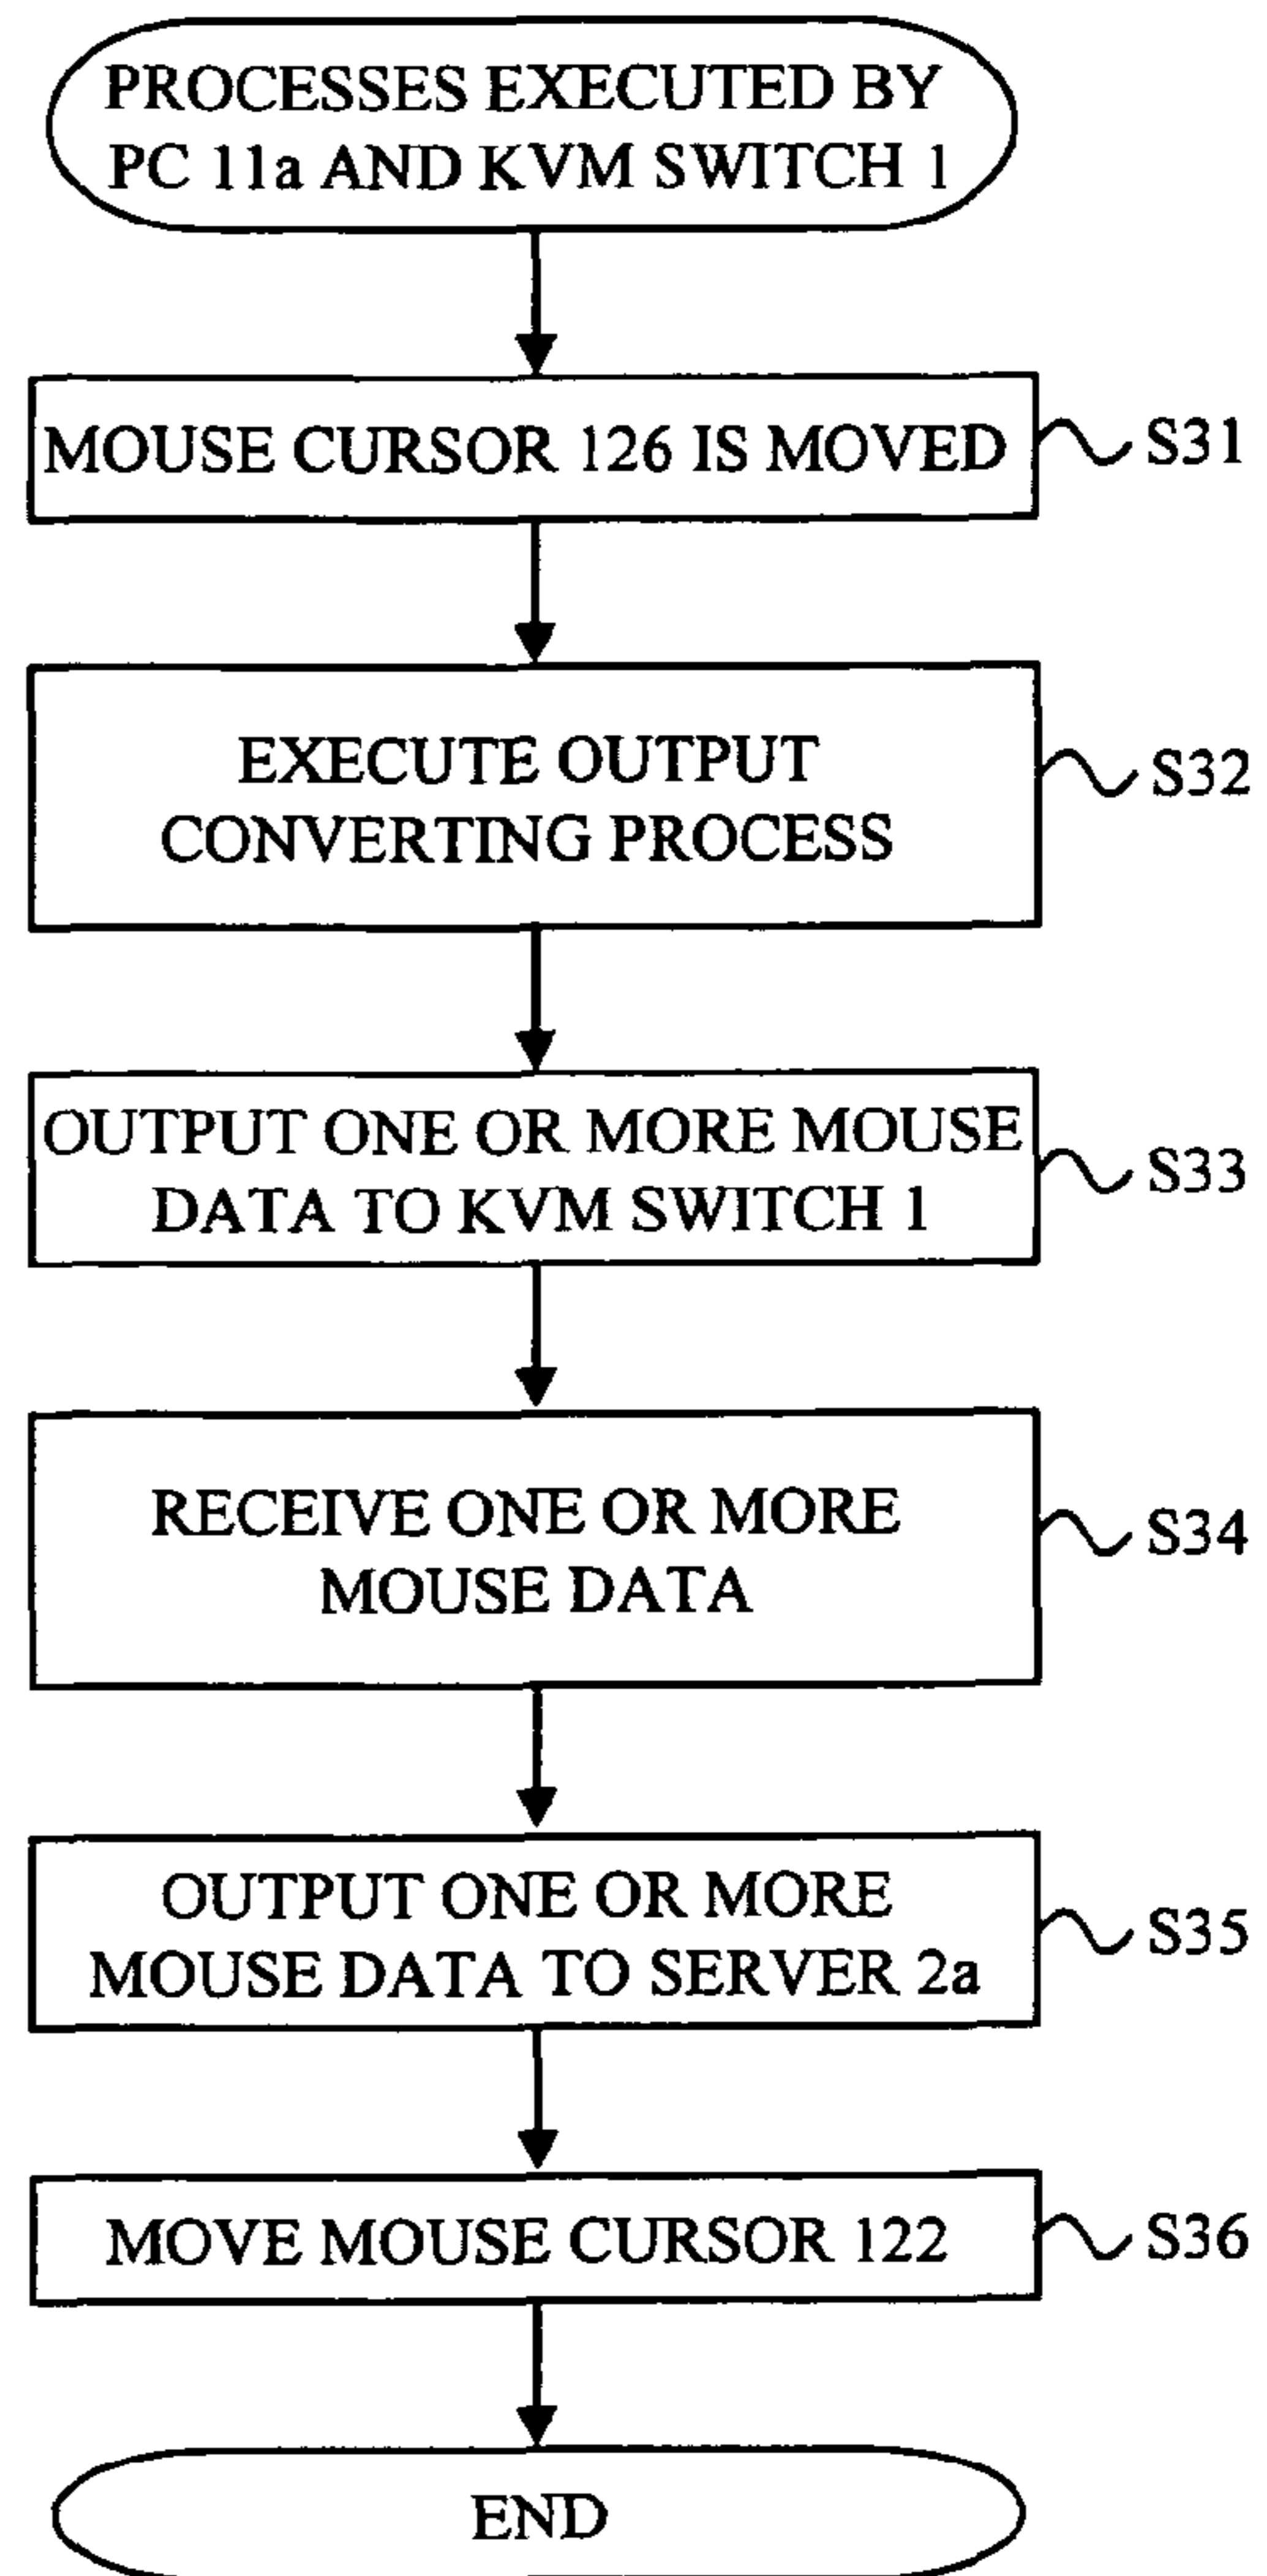 PROCESSES EXECUTED BY
PC 11a AND KVM SWITCH 1
MOUSE CURSOR 126 IS MOVED
S31
EXECUTE OUTPUT
CONVERTING PROCESS
S32
OUTPUT ONE OR MORE MOUSE
DATA TO KVM SWITCH 1
S33
RECEIVE ONE OR MORE
MOUSE DATA
S34
OUTPUT ONE OR MORE
MOUSE DATA TO SERVER 2a
S35
MOVE MOUSE CURSOR 122
S36
END